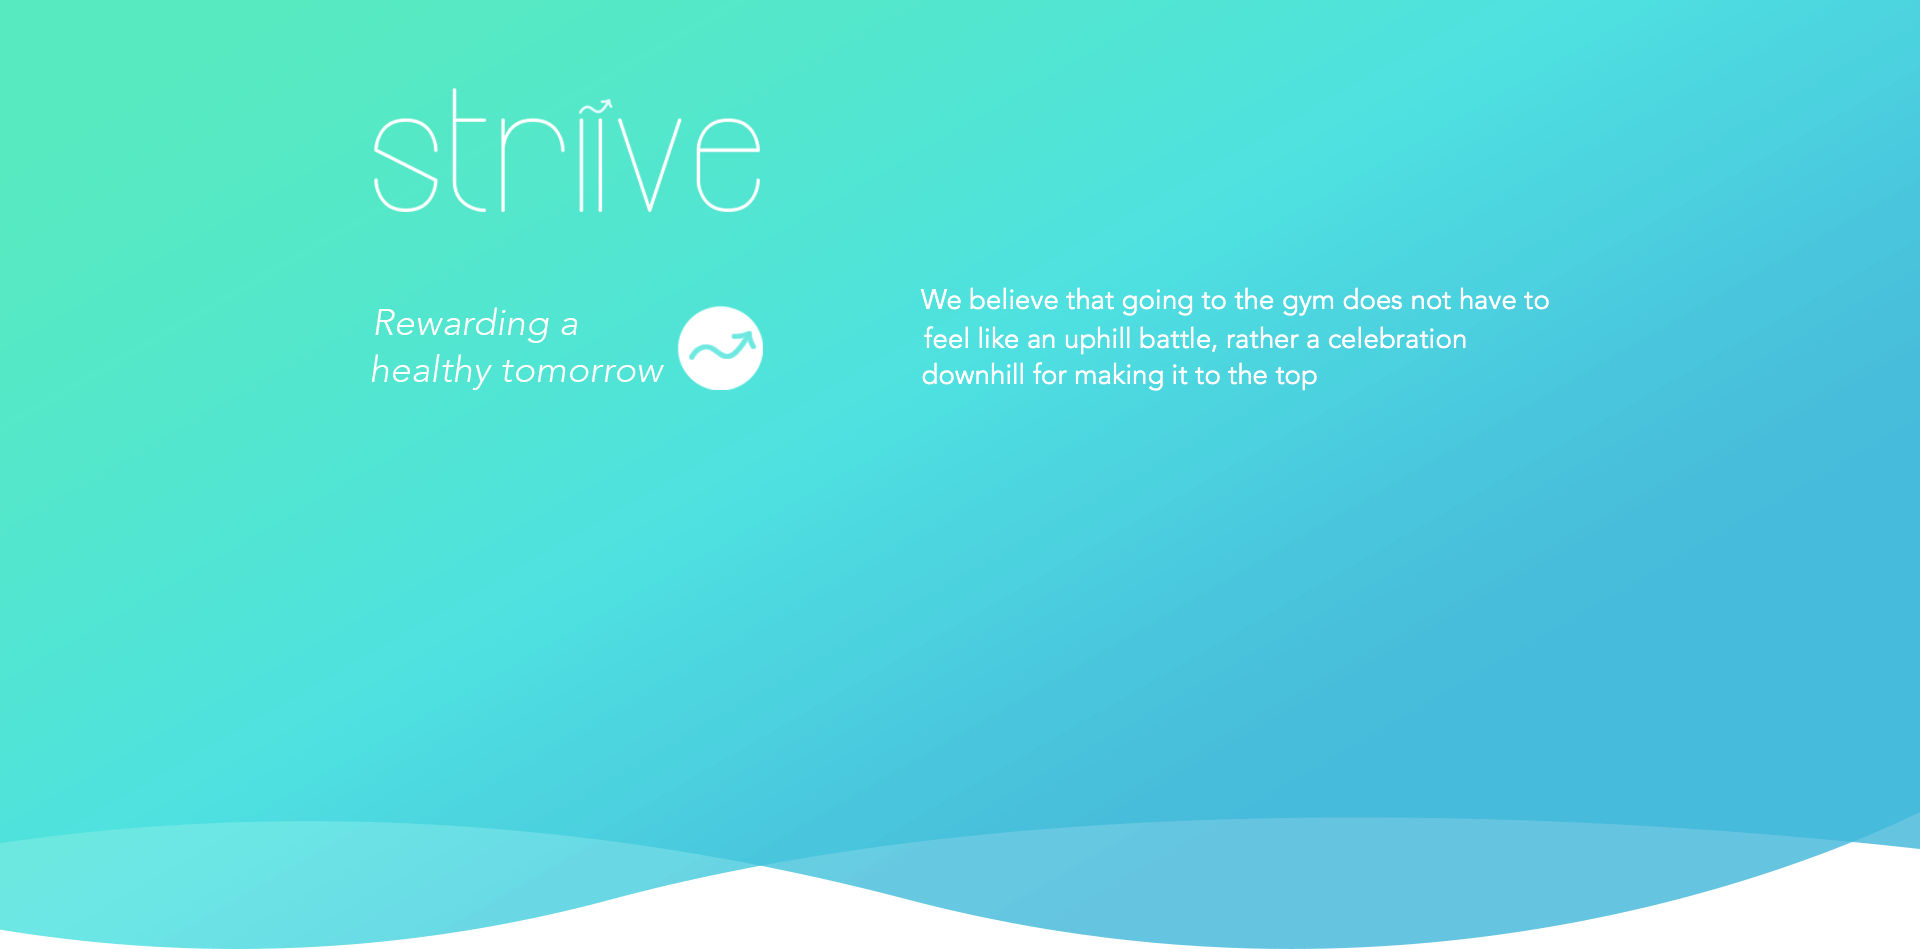 striive
Rewarding a
healthy tomorrow
We believe that going to the gym does not have to
feel like an uphill battle, rather a celebration
downhill for making it to the top